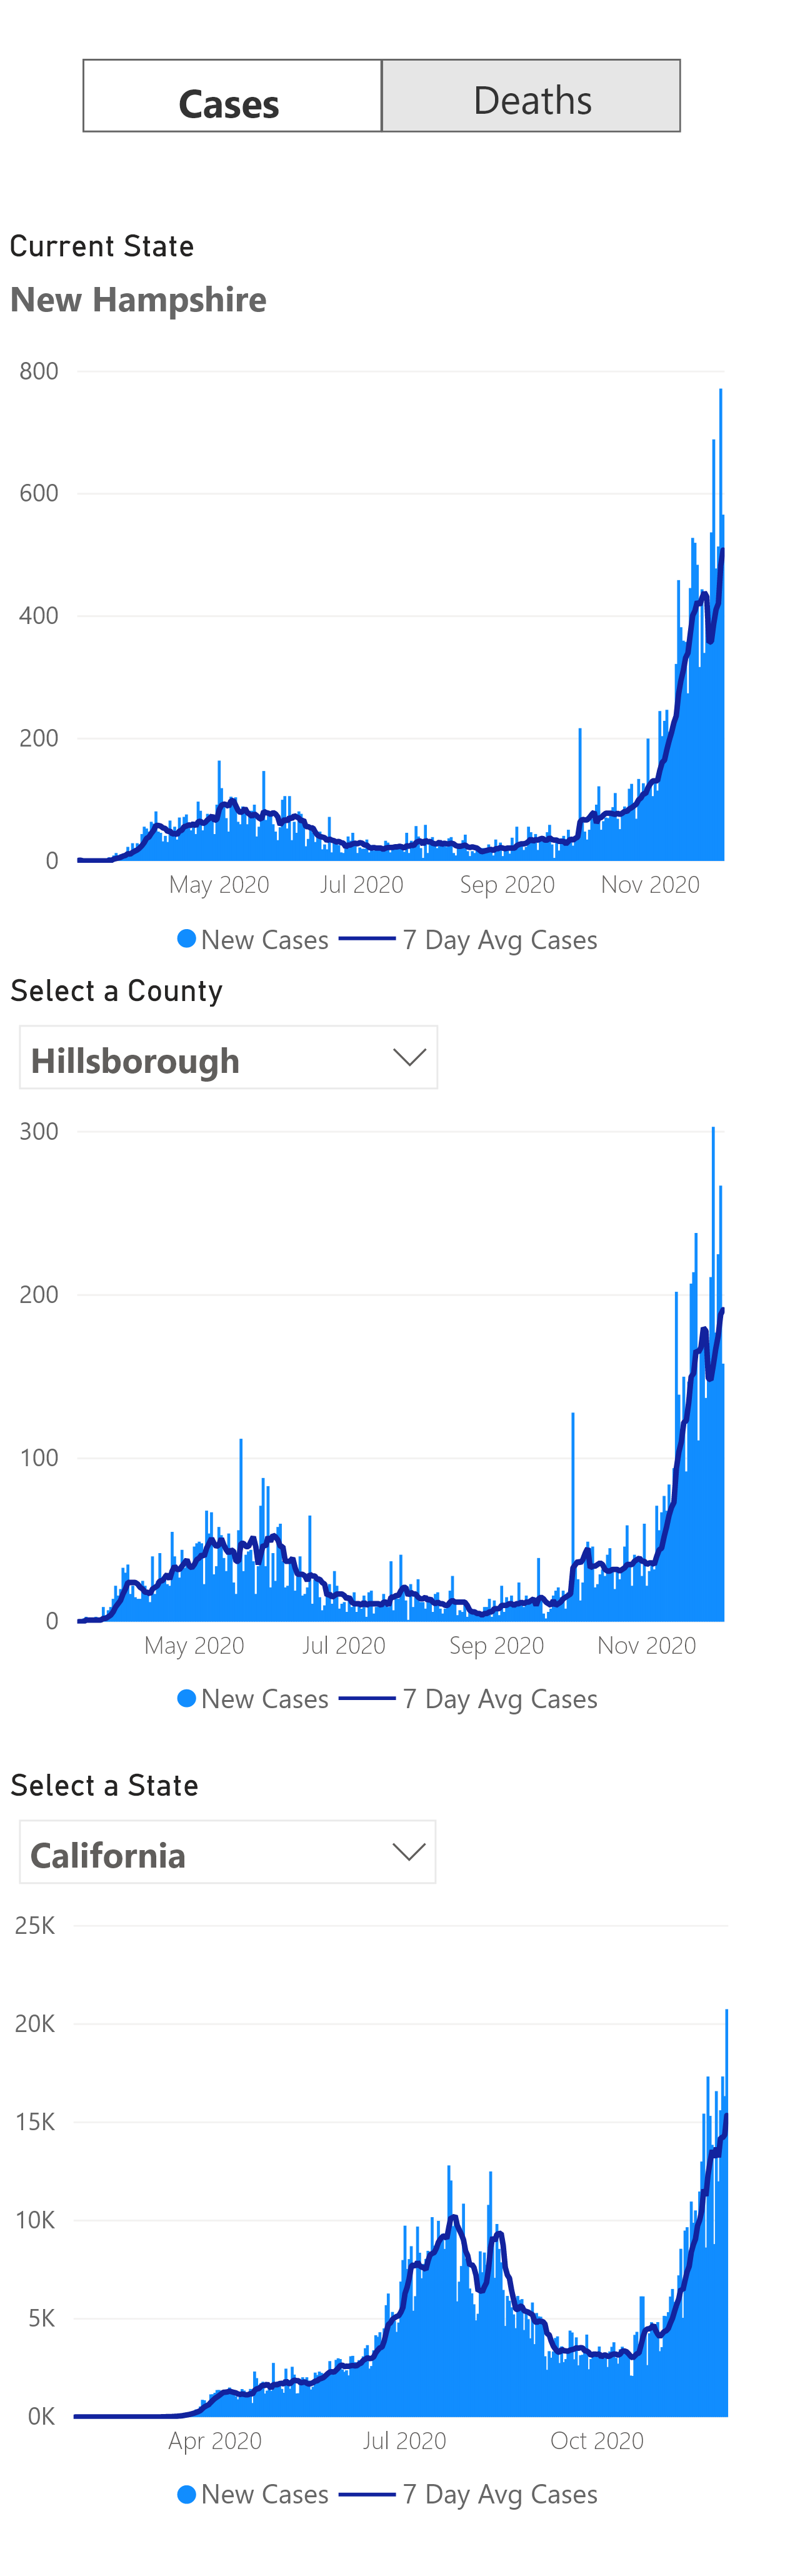 Cases Deaths
Current State
New Hampshire
800
600
400
200
0
May 2020 Jul 2020 Sep 2020 Nov 2020
New Cases 7 Day Avg Cases
Select a County
Hillsborough
300
200
100
0
May 2020 Jul 2020 Sep 2020 Nov 2020
New Cases 7 Day Avg Cases
Select a State
California
25K
20K
15K
10K
5K
0K
Apr 2020 Jul 2020 Oct 2020
New Cases 7 Day Avg Cases